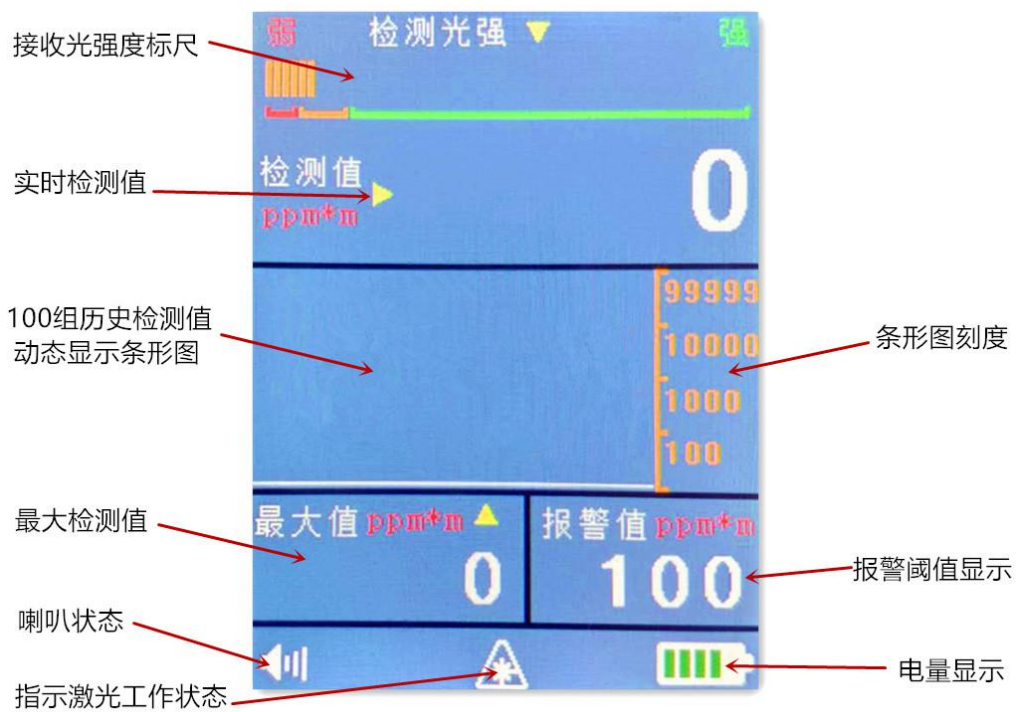 弱 检测光强 强
接收光强度标尺
检测值
ppm*m
0
实时检测值
99999
10000
1000
100
100组历史检测值
动态显示条形图
条形图刻度
最大值 ppm*m
0
报警值 ppm*m
100
最大检测值
报警阈值显示
喇叭状态
指示激光工作状态
电量显示